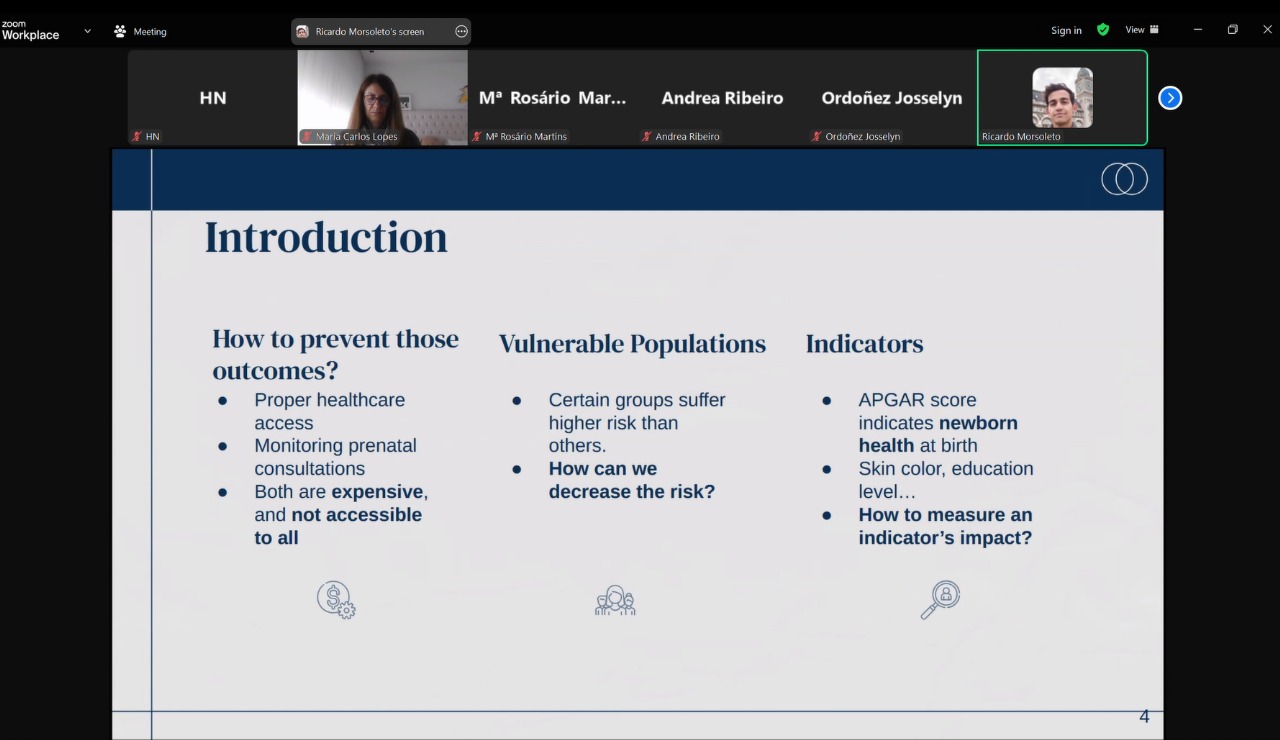 zoom
Workplace
Meeting
Ricardo Morsoleto's screen
Sign in
View
HN
Mª Rosário Mar...
Andrea Ribeiro
Ordoñez Josselyn
HN
Maria Carlos Lopes
Mª Rosário Martins
Andrea Ribeiro
Ordoñez Josselyn
Ricardo Morsoleto
Introduction
How to prevent those
outcomes?
● Proper healthcare
access
● Monitoring prenatal
consultations
● Both are expensive,
and not accessible
to all
Vulnerable Populations
● Certain groups suffer
higher risk than
others.
● How can we
decrease the risk?
Indicators
● APGAR score
indicates newborn
health at birth
● Skin color, education
level…
● How to measure an
indicator's impact?
4